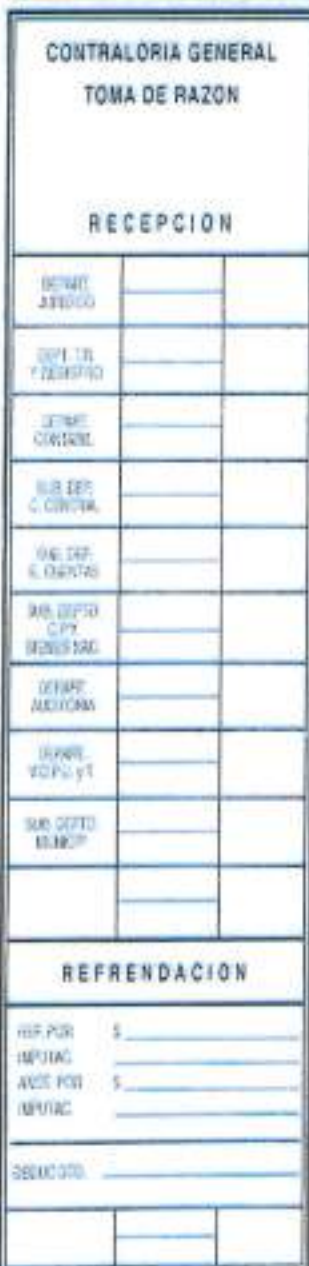 CONTRALORIA GENERAL
TOMA DE RAZON
RECEPCION
DEPART.
JURIDICO
DEPT. T.R.
Y REGISTRO
DEPART.
CONTABIL.
SUB DEP.
C. CENTRAL
SUB. DEP.
E. CUENTAS
SUB. DEPTO
C.P.Y.
BIENES NAC.
DEPART.
AUDITORIA
DEPART.
V.O.P.U. y T.
SUB. DEPTO
MUNICIP.
REFRENDACION
REF. POR $
IMPUTAC.
ANOT. POR $
IMPUTAC.
DEDUC DTO.